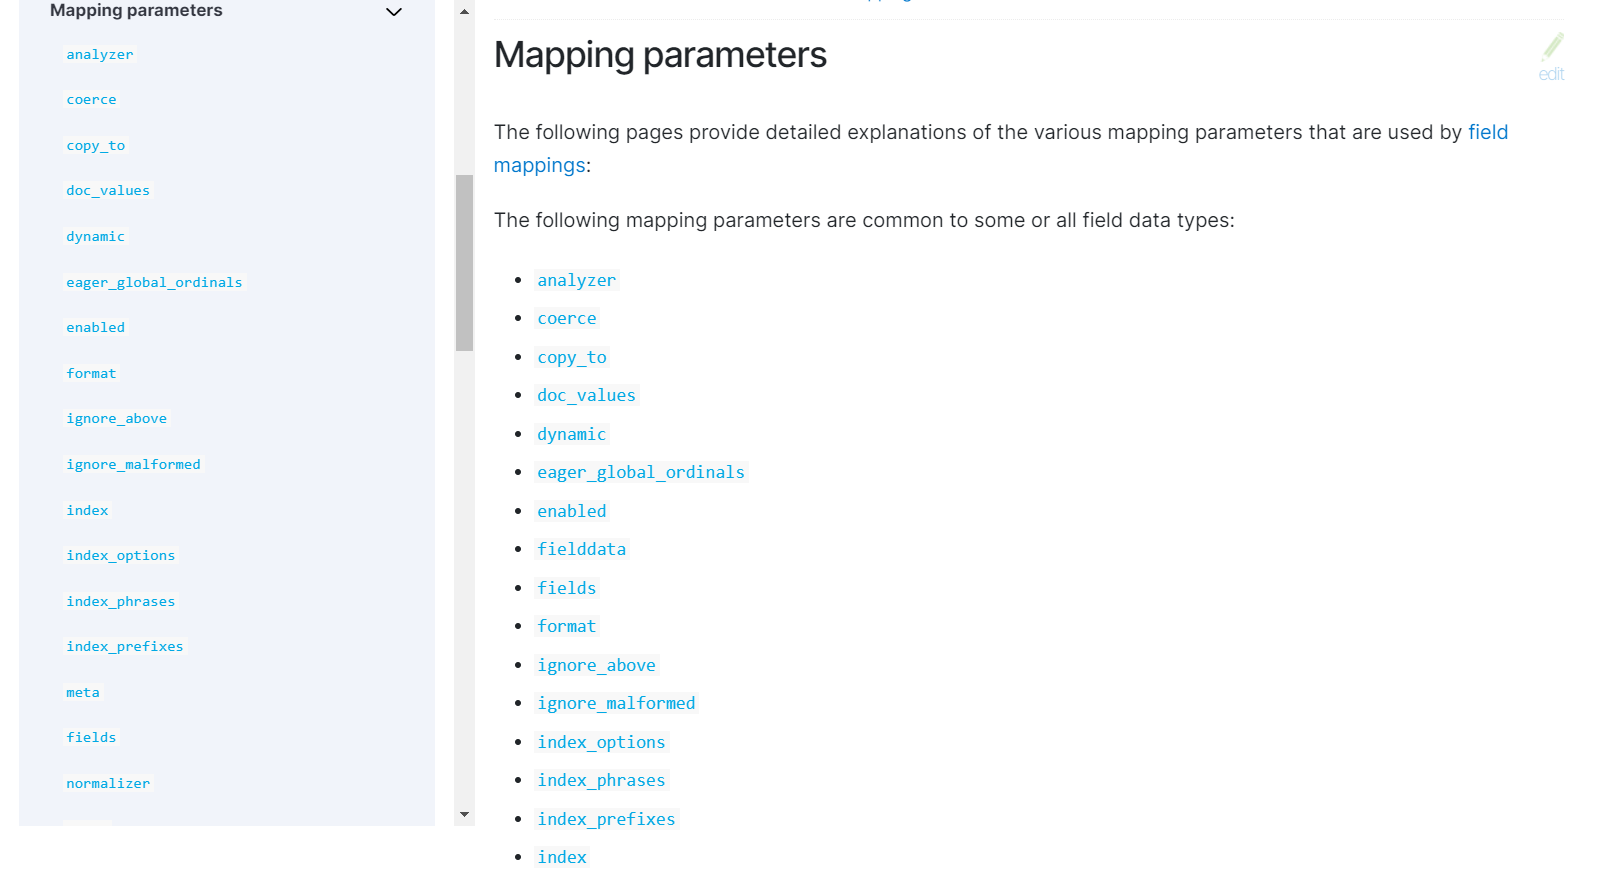 Mapping parameters
analyzer
coerce
copy_to
doc_values
dynamic
eager_global_ordinals
enabled
format
ignore_above
ignore_malformed
index
index_options
index_phrases
index_prefixes
meta
fields
normalizer
Mapping parameters
edit
The following pages provide detailed explanations of the various mapping parameters that are used by field
mappings:
The following mapping parameters are common to some or all field data types:
analyzer
coerce
copy_to
doc_values
dynamic
eager_global_ordinals
enabled
fielddata
fields
format
ignore_above
ignore_malformed
index_options
index_phrases
index_prefixes
index